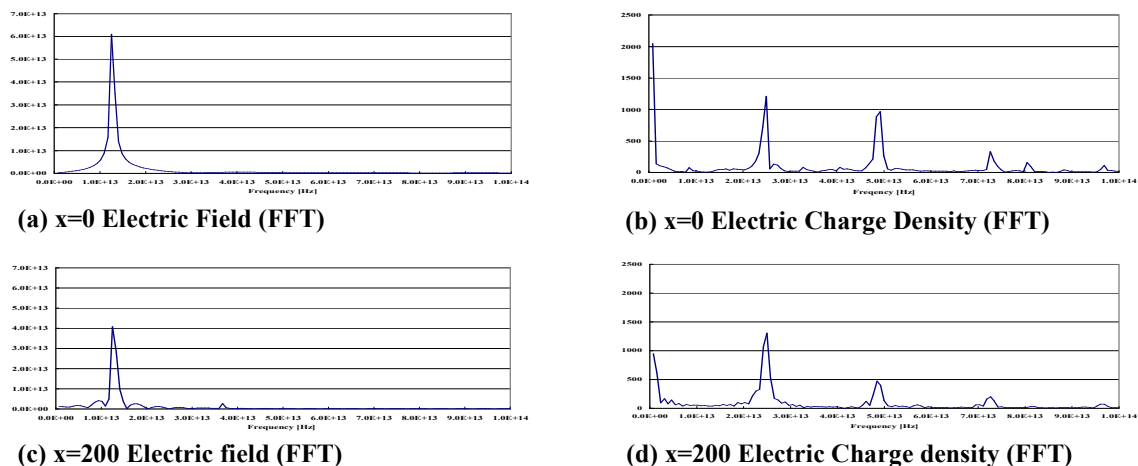 7.0E+13
6.0E+13
5.0E+13
4.0E+13
3.0E+13
2.0E+13
1.0E+13
0.0E+00
0.0E+00 1.0E+13 2.0E+13 3.0E+13 4.0E+13 5.0E+13 6.0E+13 7.0E+13 8.0E+13 9.0E+13 1.0E+14
Frequency [Hz]
(a) x=0 Electric Field (FFT)
2500
2000
1500
1000
500
0
0.0E+00 1.0E+13 2.0E+13 3.0E+13 4.0E+13 5.0E+13 6.0E+13 7.0E+13 8.0E+13 9.0E+13 1.0E+14
Freqency [Hz]
(b) x=0 Electric Charge Density (FFT)
7.0E+13
6.0E+13
5.0E+13
4.0E+13
3.0E+13
2.0E+13
1.0E+13
0.0E+00
0.0E+00 1.0E+13 2.0E+13 3.0E+13 4.0E+13 5.0E+13 6.0E+13 7.0E+13 8.0E+13 9.0E+13 1.0E+14
Frequency [Hz]
(c) x=200 Electric field (FFT)
2500
2000
1500
1000
500
0
0.0E+00 1.0E+13 2.0E+13 3.0E+13 4.0E+13 5.0E+13 6.0E+13 7.0E+13 8.0E+13 9.0E+13 1.0E+14
Frequency [Hz]
(d) x=200 Electric Charge density (FFT)